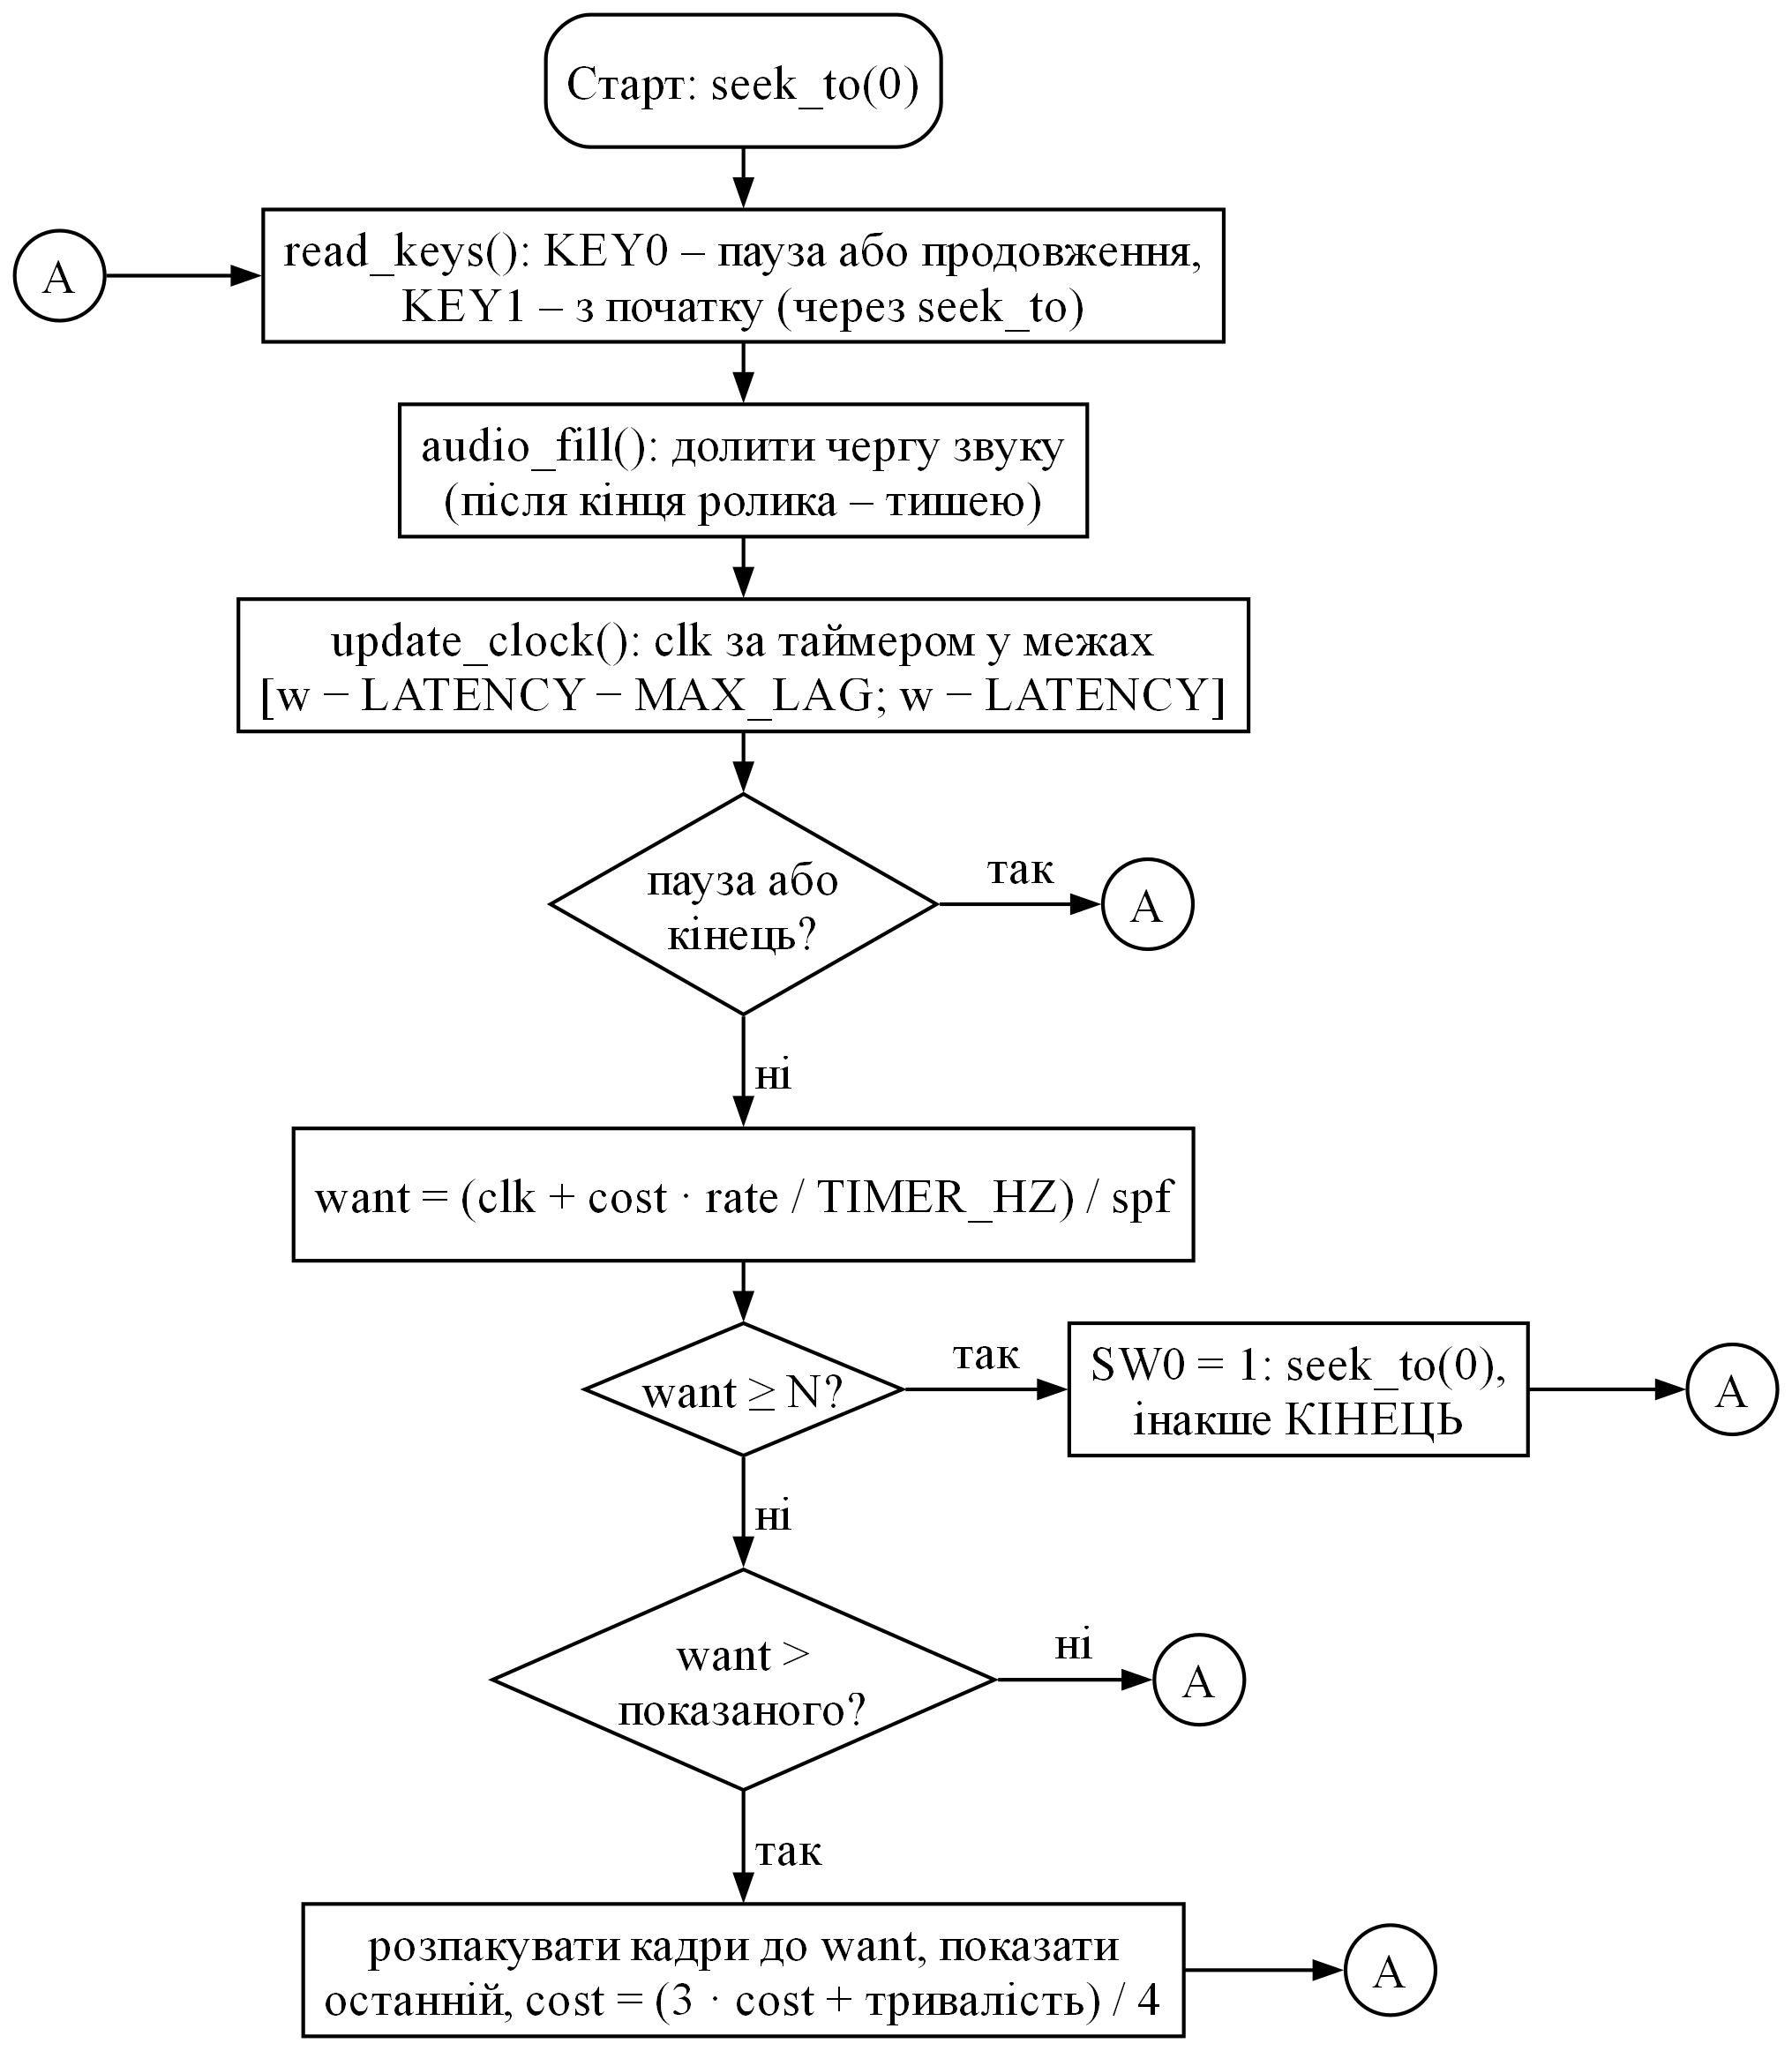 Старт: seek_to(0)
A
read_keys(): KEY0 – пауза або продовження,
KEY1 – з початку (через seek_to)
audio_fill(): долити чергу звуку
(після кінця ролика – тишею)
update_clock(): clk за таймером у межах
[w − LATENCY − MAX_LAG; w − LATENCY]
пауза або
кінець?
так
A
ні
want = (clk + cost · rate / TIMER_HZ) / spf
want ≥ N?
так
SW0 = 1: seek_to(0),
інакше КІНЕЦЬ
A
ні
want >
показаного?
ні
A
так
розпакувати кадри до want, показати
останній, cost = (3 · cost + тривалість) / 4
A